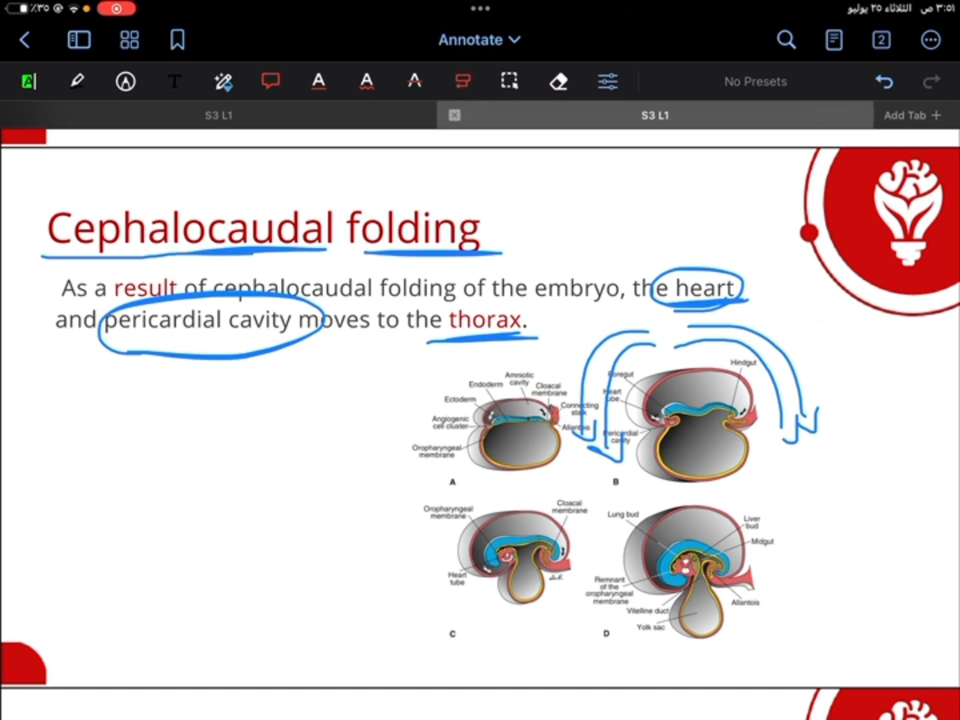 ٪٣٥
٣:٥١ ص الثلاثاء ٢٥ يوليو
Annotate
2
A
T
A
A
A
No Presets
S3 L1
S3 L1
Add Tab +
Cephalocaudal folding
As a result of cephalocaudal folding of the embryo, the heart
and pericardial cavity moves to the thorax.
Amniotic
cavity
Endoderm
Cloacal
membrane
Ectoderm
Connecting
stalk
Angiogenic
cell cluster
Allantois
Oropharyngeal
membrane
A
Foregut
Hindgut
Heart
tube
Pericardial
cavity
B
Oropharyngeal
membrane
Cloacal
membrane
Heart
tube
C
Lung bud
Liver
bud
Midgut
Remnant
of the
oropharyngeal
membrane
Allantois
Vitelline duct
Yolk sac
D